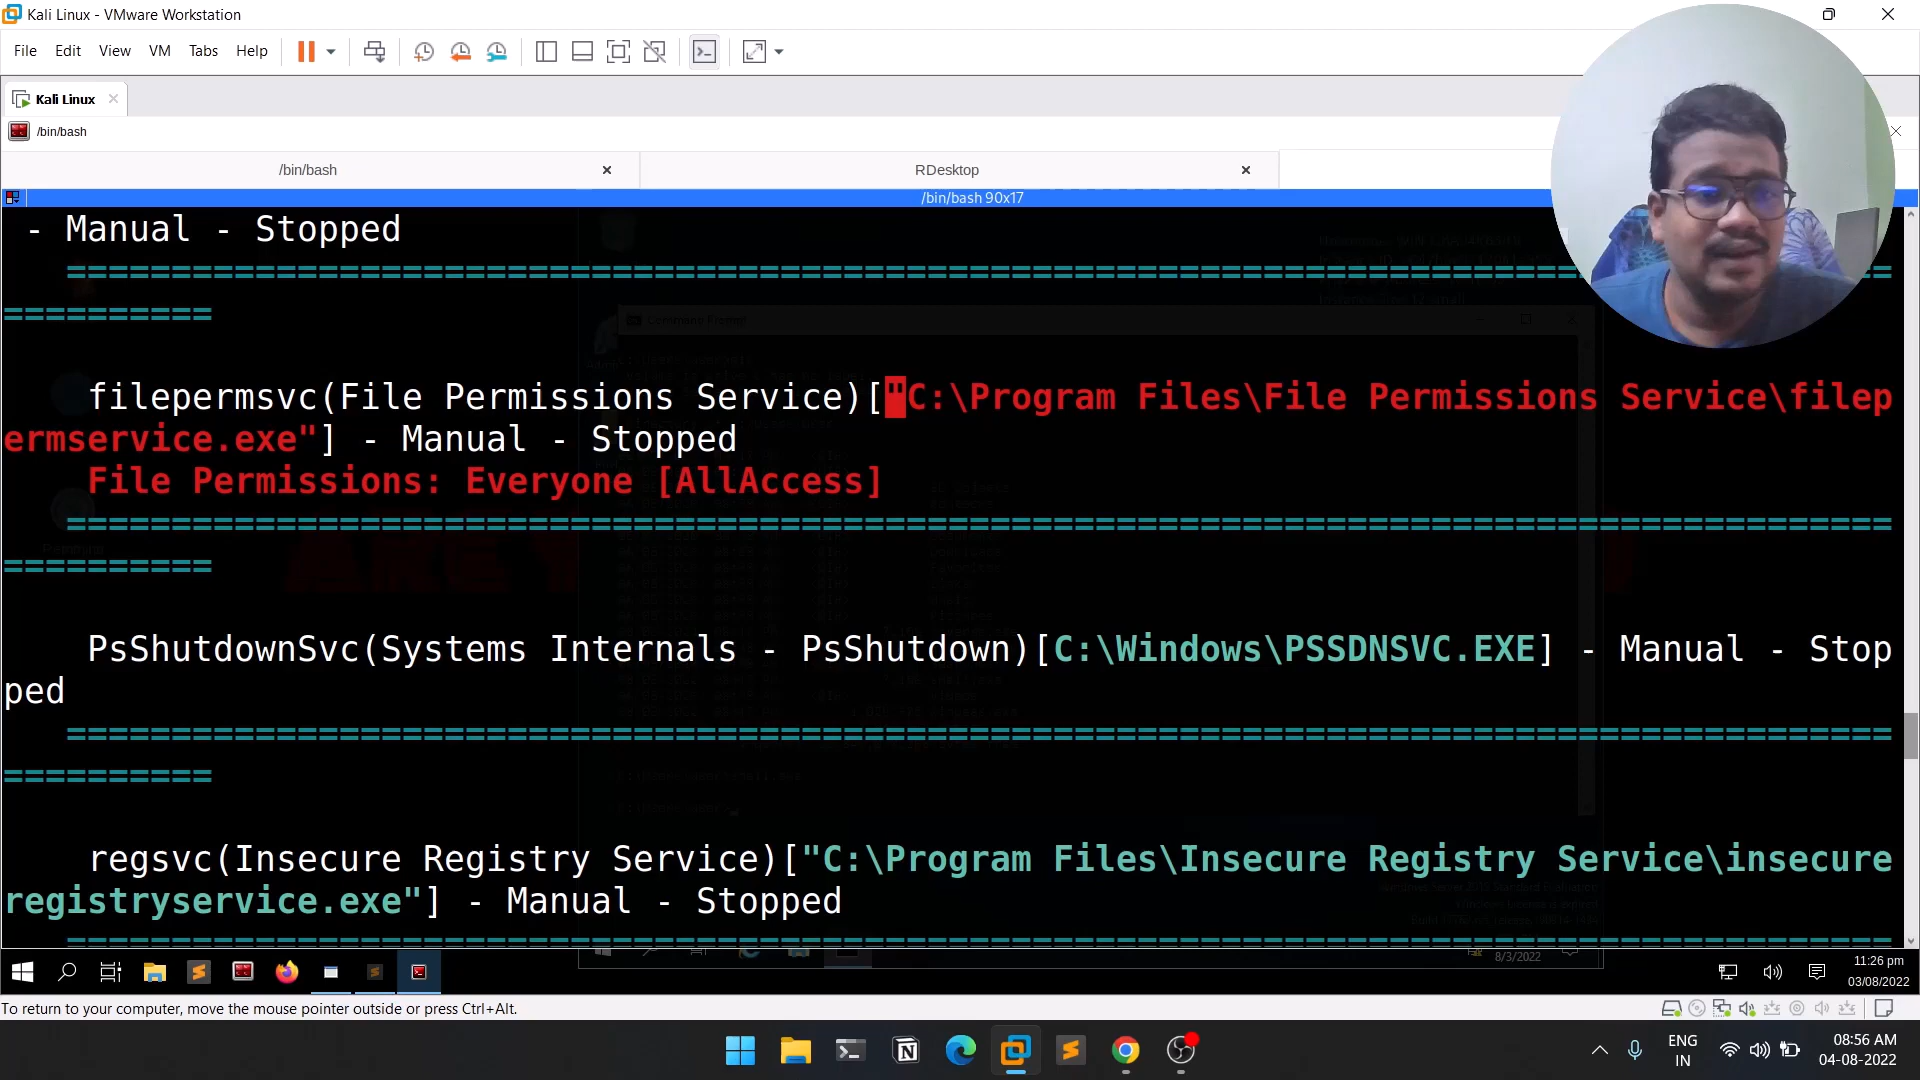 Kali Linux - VMware Workstation
File Edit View VM Tabs Help
Kali Linux
/bin/bash
/bin/bash RDesktop
/bin/bash 90x17
- Manual - Stopped
=======================================================================================
==========
filepermsvc(File Permissions Service)["C:\Program Files\File Permissions Service\filep
ermservice.exe"] - Manual - Stopped
File Permissions: Everyone [AllAccess]
=======================================================================================
==========
PsShutdownSvc(Systems Internals - PsShutdown)[C:\Windows\PSSDNSVC.EXE] - Manual - Stop
ped
=======================================================================================
==========
regsvc(Insecure Registry Service)["C:\Program Files\Insecure Registry Service\insecure
registryservice.exe"] - Manual - Stopped
=======================================================================================
8/3/2022
11:26 pm
03/08/2022
To return to your computer, move the mouse pointer outside or press Ctrl+Alt.
ENG
IN
08:56 AM
04-08-2022